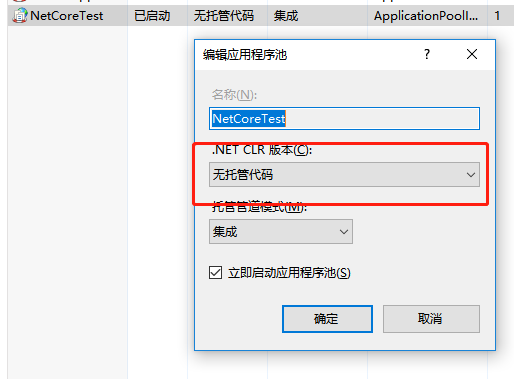 NetCoreTest 已启动 无托管代码 集成 ApplicationPoolI... 1
编辑应用程序池
? ×
名称(N):
NetCoreTest
.NET CLR 版本(C):
无托管代码
托管管道模式(M):
集成
立即启动应用程序池(S)
确定 取消